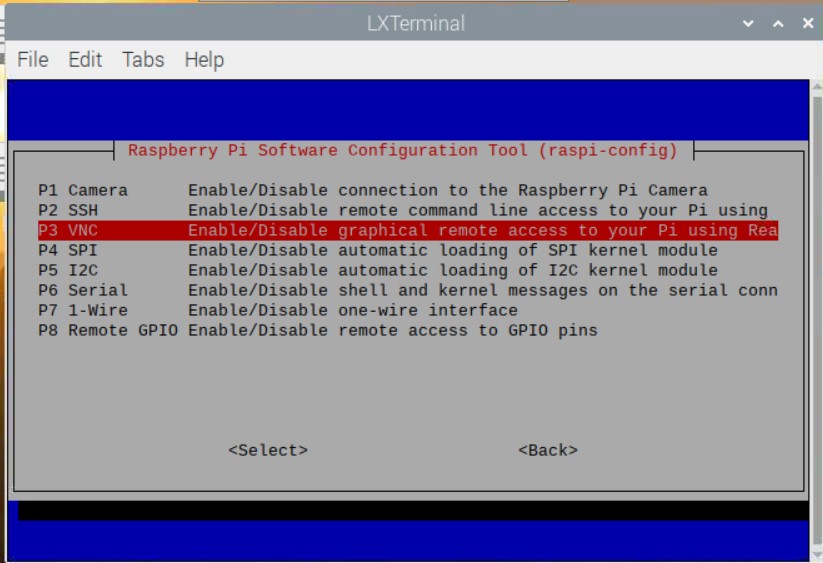 LXTerminal
File Edit Tabs Help
Raspberry Pi Software Configuration Tool (raspi-config)
P1 Camera Enable/Disable connection to the Raspberry Pi Camera
P2 SSH Enable/Disable remote command line access to your Pi using
P3 VNC Enable/Disable graphical remote access to your Pi using Rea
P4 SPI Enable/Disable automatic loading of SPI kernel module
P5 I2C Enable/Disable automatic loading of I2C kernel module
P6 Serial Enable/Disable shell and kernel messages on the serial conn
P7 1-Wire Enable/Disable one-wire interface
P8 Remote GPIO Enable/Disable remote access to GPIO pins
<Select> <Back>